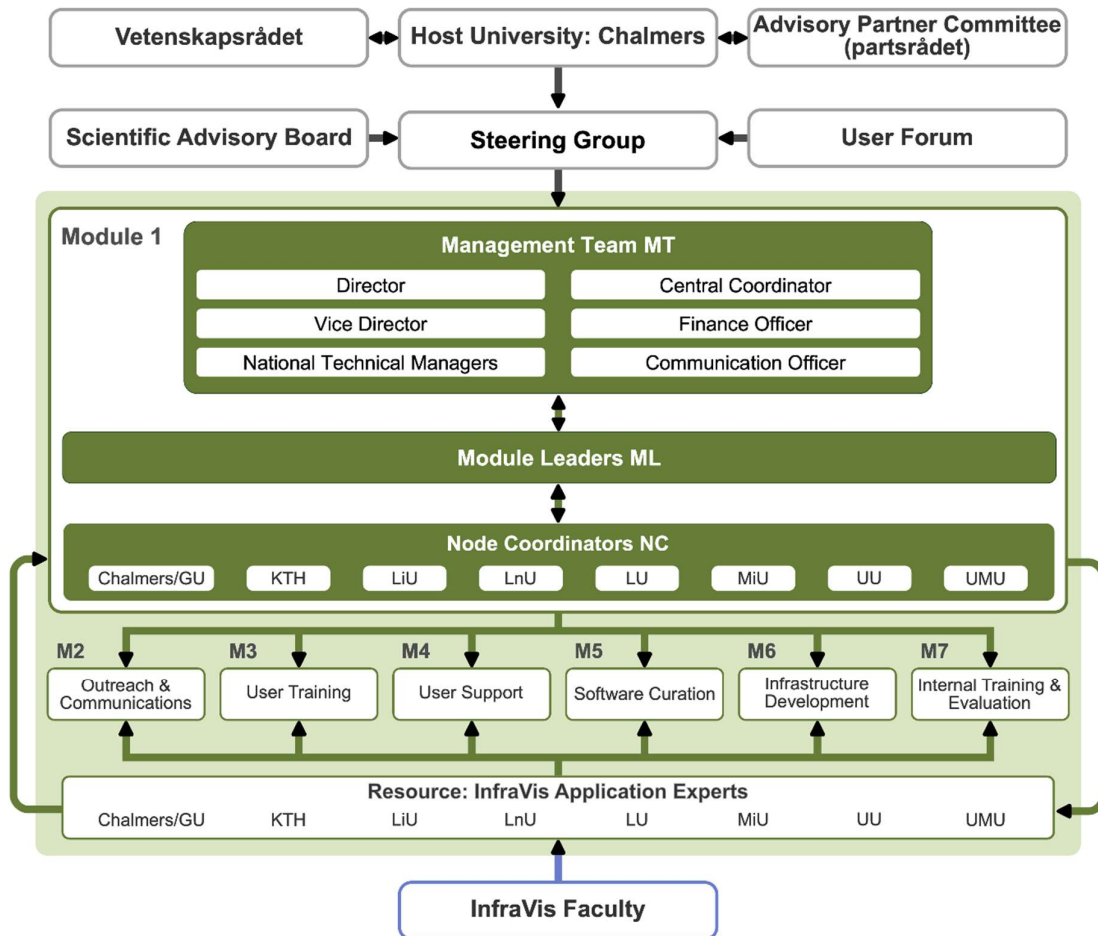 Vetenskapsrådet
Host University: Chalmers
Advisory Partner Committee
(partsrådet)
Scientific Advisory Board
Steering Group
User Forum
Module 1
Management Team MT
Director
Central Coordinator
Vice Director
Finance Officer
National Technical Managers
Communication Officer
Module Leaders ML
Node Coordinators NC
Chalmers/GU
KTH
LiU
LnU
LU
MiU
UU
UMU
M2
Outreach &
Communications
M3
User Training
M4
User Support
M5
Software Curation
M6
Infrastructure
Development
M7
Internal Training &
Evaluation
Resource: InfraVis Application Experts
Chalmers/GU
KTH
LiU
LnU
LU
MiU
UU
UMU
InfraVis Faculty